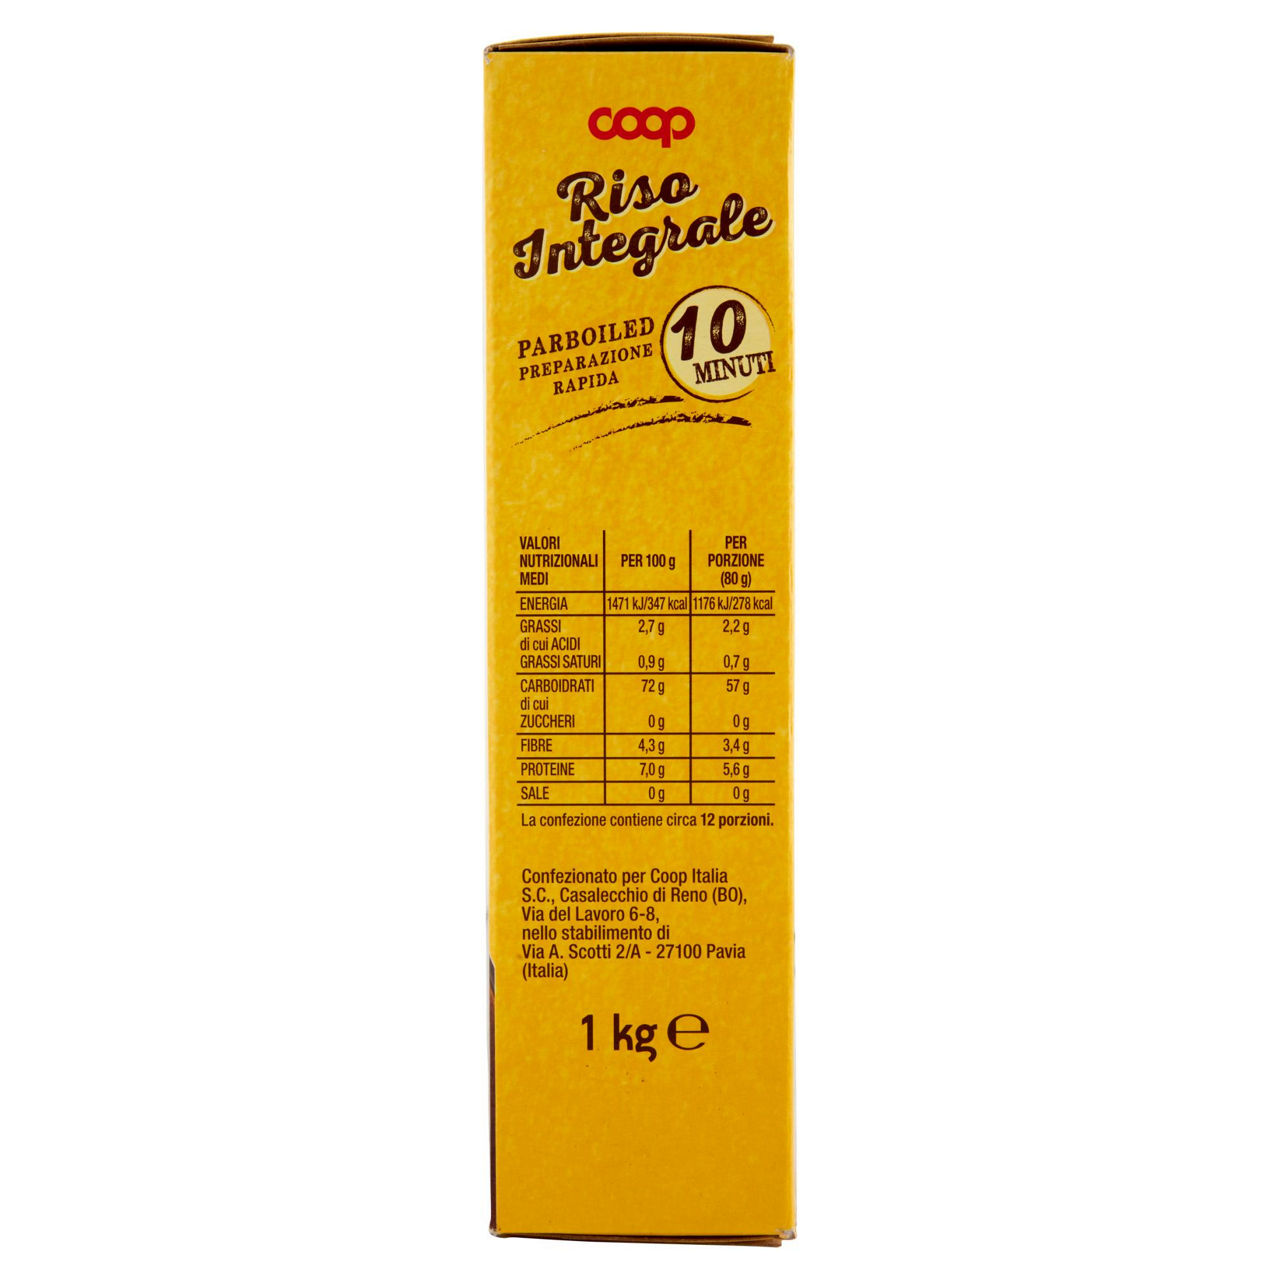 coop
Riso
Integrale
PARBOILED
PREPARAZIONE
RAPIDA
10
MINUTI
VALORI NUTRIZIONALI MEDI PER 100 g PER PORZIONE (80 g)
ENERGIA 1471 kJ/347 kcal 1176 kJ/278 kcal
GRASSI 2,7 g 2,2 g
di cui ACIDI
GRASSI SATURI 0,9 g 0,7 g
CARBOIDRATI 72 g 57 g
di cui
ZUCCHERI 0 g 0 g
FIBRE 4,3 g 3,4 g
PROTEINE 7,0 g 5,6 g
SALE 0 g 0 g
La confezione contiene circa 12 porzioni.
Confezionato per Coop Italia
S.C., Casalecchio di Reno (BO),
Via del Lavoro 6-8,
nello stabilimento di
Via A. Scotti 2/A - 27100 Pavia
(Italia)
1 kg ℮